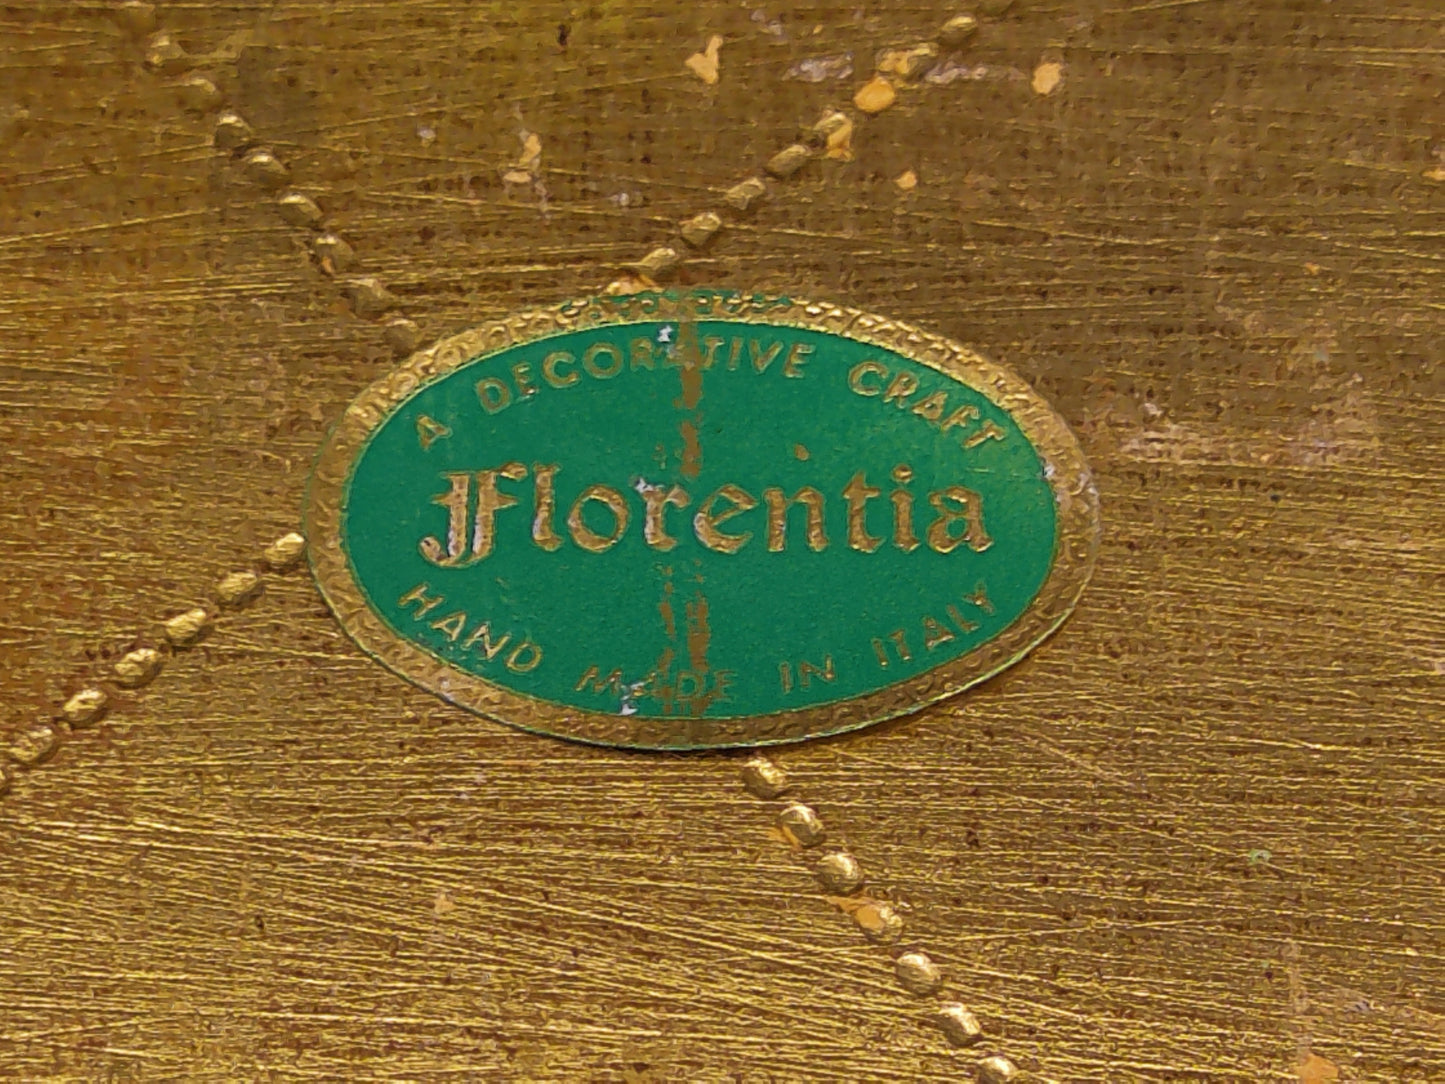 A DECORATIVE CRAFT
Florentia
HAND MADE IN ITALY